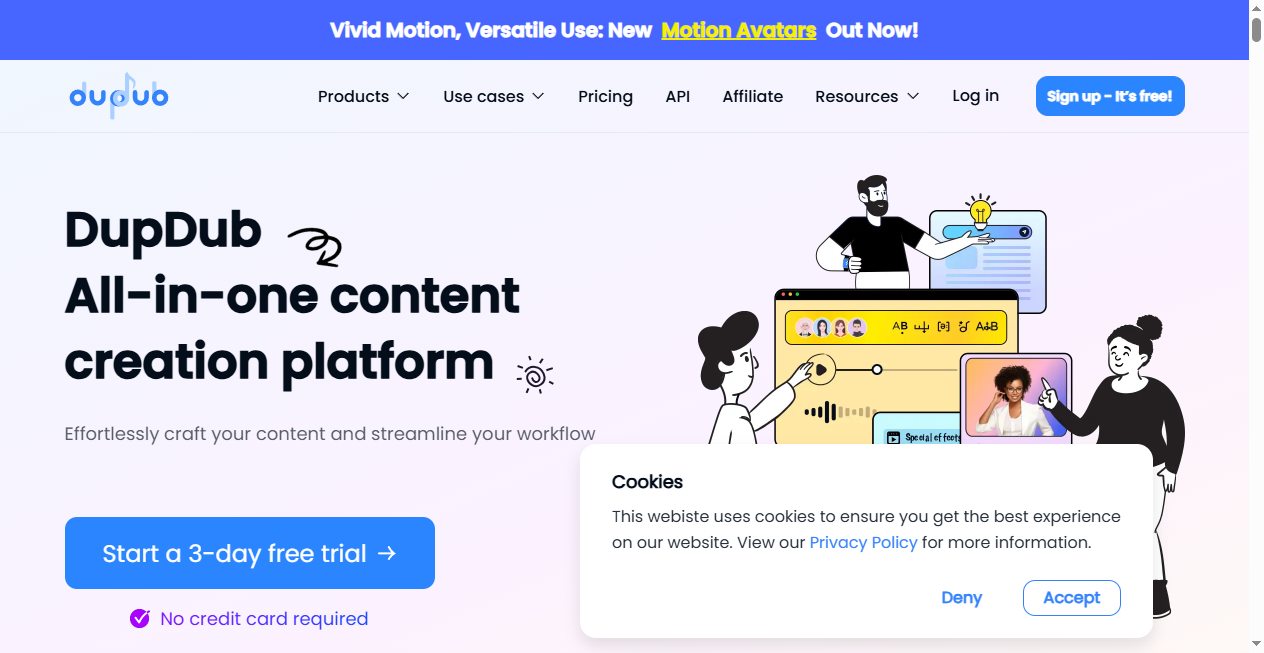 Vivid Motion, Versatile Use: New Motion Avatars Out Now!
dupdub
Products Use cases Pricing API Affiliate Resources Log in Sign up - It's free!
DupDub
All-in-one content
creation platform
Effortlessly craft your content and streamline your workflow
Start a 3-day free trial →
No credit card required
AB
Special effects
Cookies
This webiste uses cookies to ensure you get the best experience
on our website. View our Privacy Policy for more information.
Deny Accept